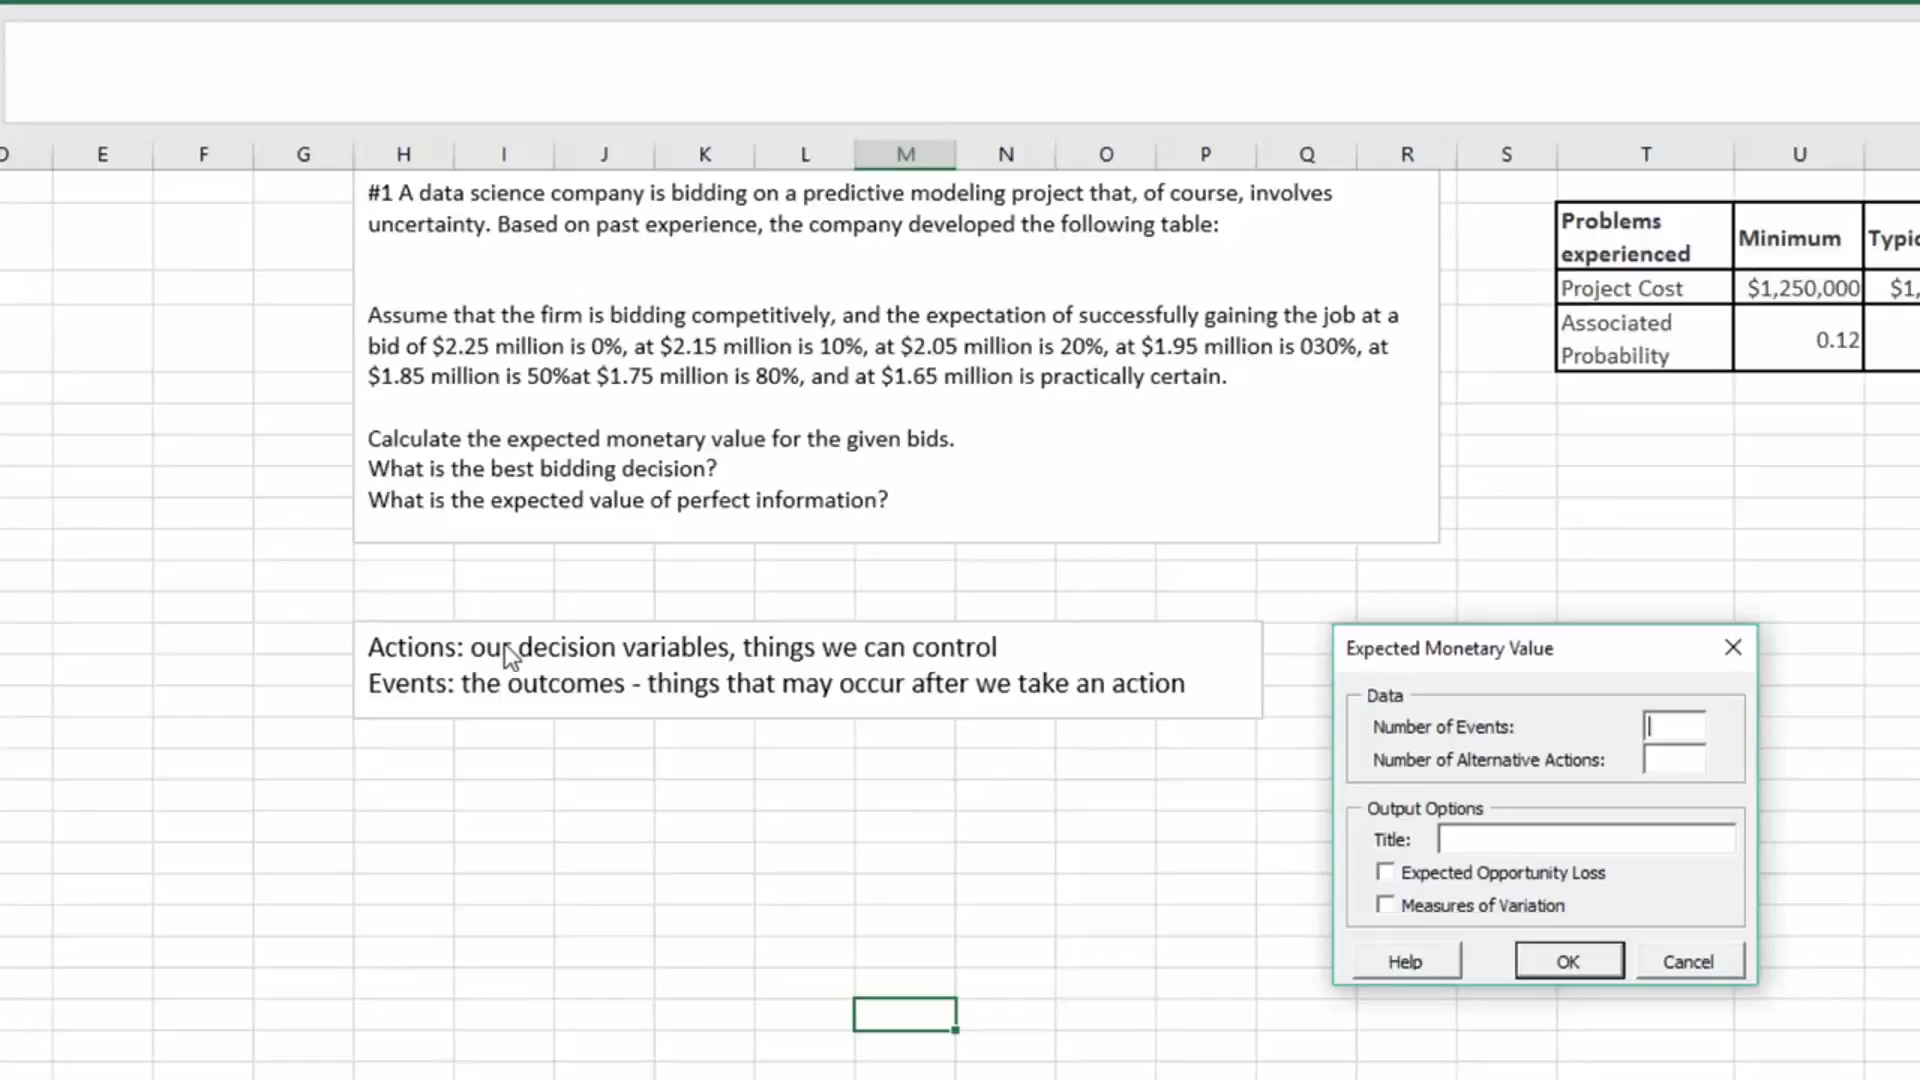 D E F G H I J K L M N O P Q R S T U
#1 A data science company is bidding on a predictive modeling project that, of course, involves
uncertainty. Based on past experience, the company developed the following table:
Assume that the firm is bidding competitively, and the expectation of successfully gaining the job at a
bid of $2.25 million is 0%, at $2.15 million is 10%, at $2.05 million is 20%, at $1.95 million is 030%, at
$1.85 million is 50%at $1.75 million is 80%, and at $1.65 million is practically certain.
Calculate the expected monetary value for the given bids.
What is the best bidding decision?
What is the expected value of perfect information?
Problems
experienced
Minimum
Project Cost
$1,250,000
$1,
Associated
Probability
0.12
Actions: our decision variables, things we can control
Events: the outcomes - things that may occur after we take an action
Expected Monetary Value
Data
Number of Events:
Number of Alternative Actions:
Output Options
Title:
Expected Opportunity Loss
Measures of Variation
Help
OK
Cancel